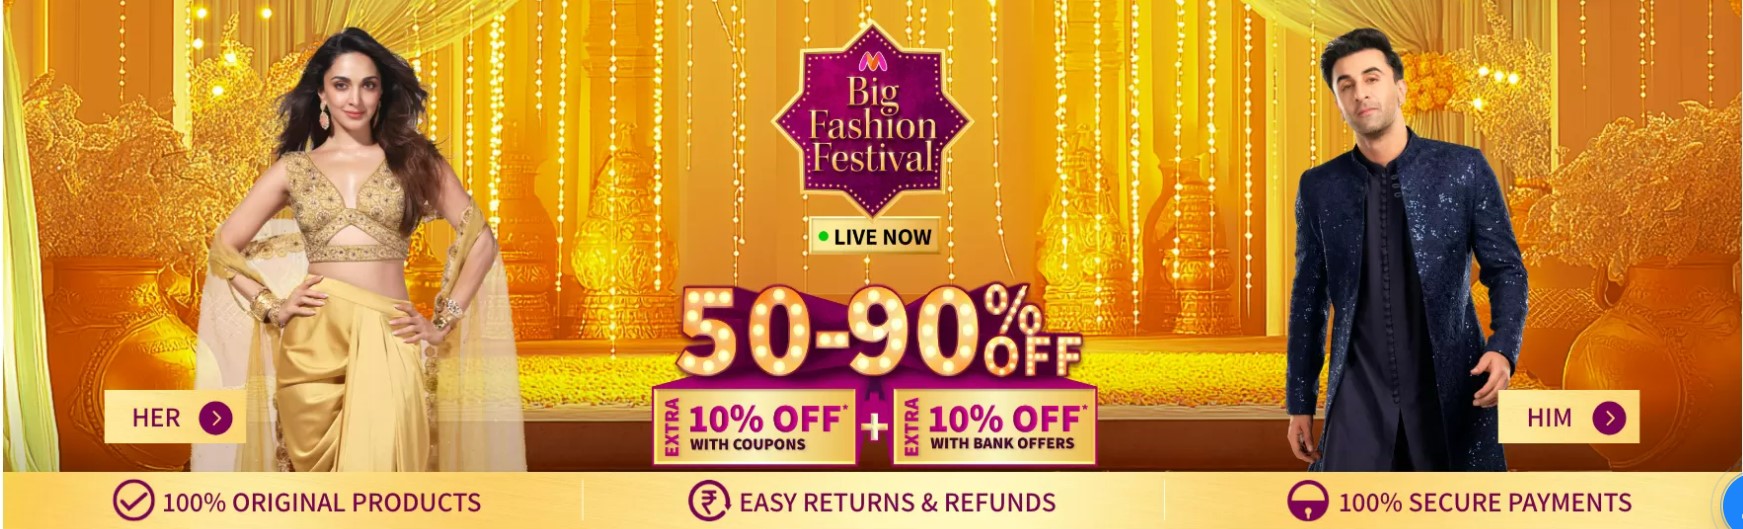 Big
Fashion
Festival
LIVE NOW
50-90% OFF
EXTRA
10% OFF*
WITH COUPONS
+
EXTRA
10% OFF*
WITH BANK OFFERS
HER
HIM
100% ORIGINAL PRODUCTS
₹
EASY RETURNS & REFUNDS
100% SECURE PAYMENTS